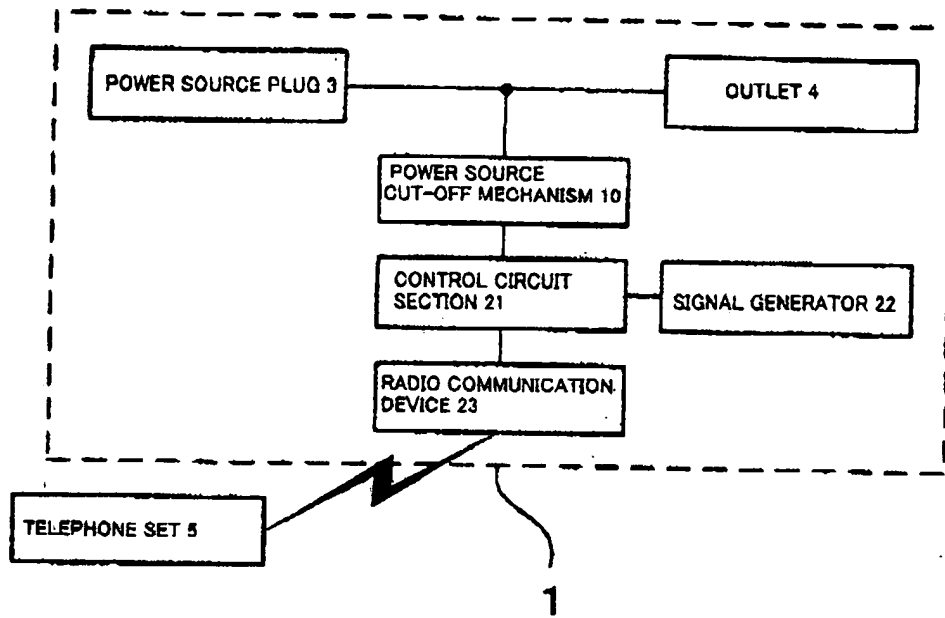 POWER SOURCE PLUG 3
OUTLET 4
POWER SOURCE
CUT-OFF MECHANISM 10
CONTROL CIRCUIT
SECTION 21
SIGNAL GENERATOR 22
RADIO COMMUNICATION
DEVICE 23
TELEPHONE SET 5
1